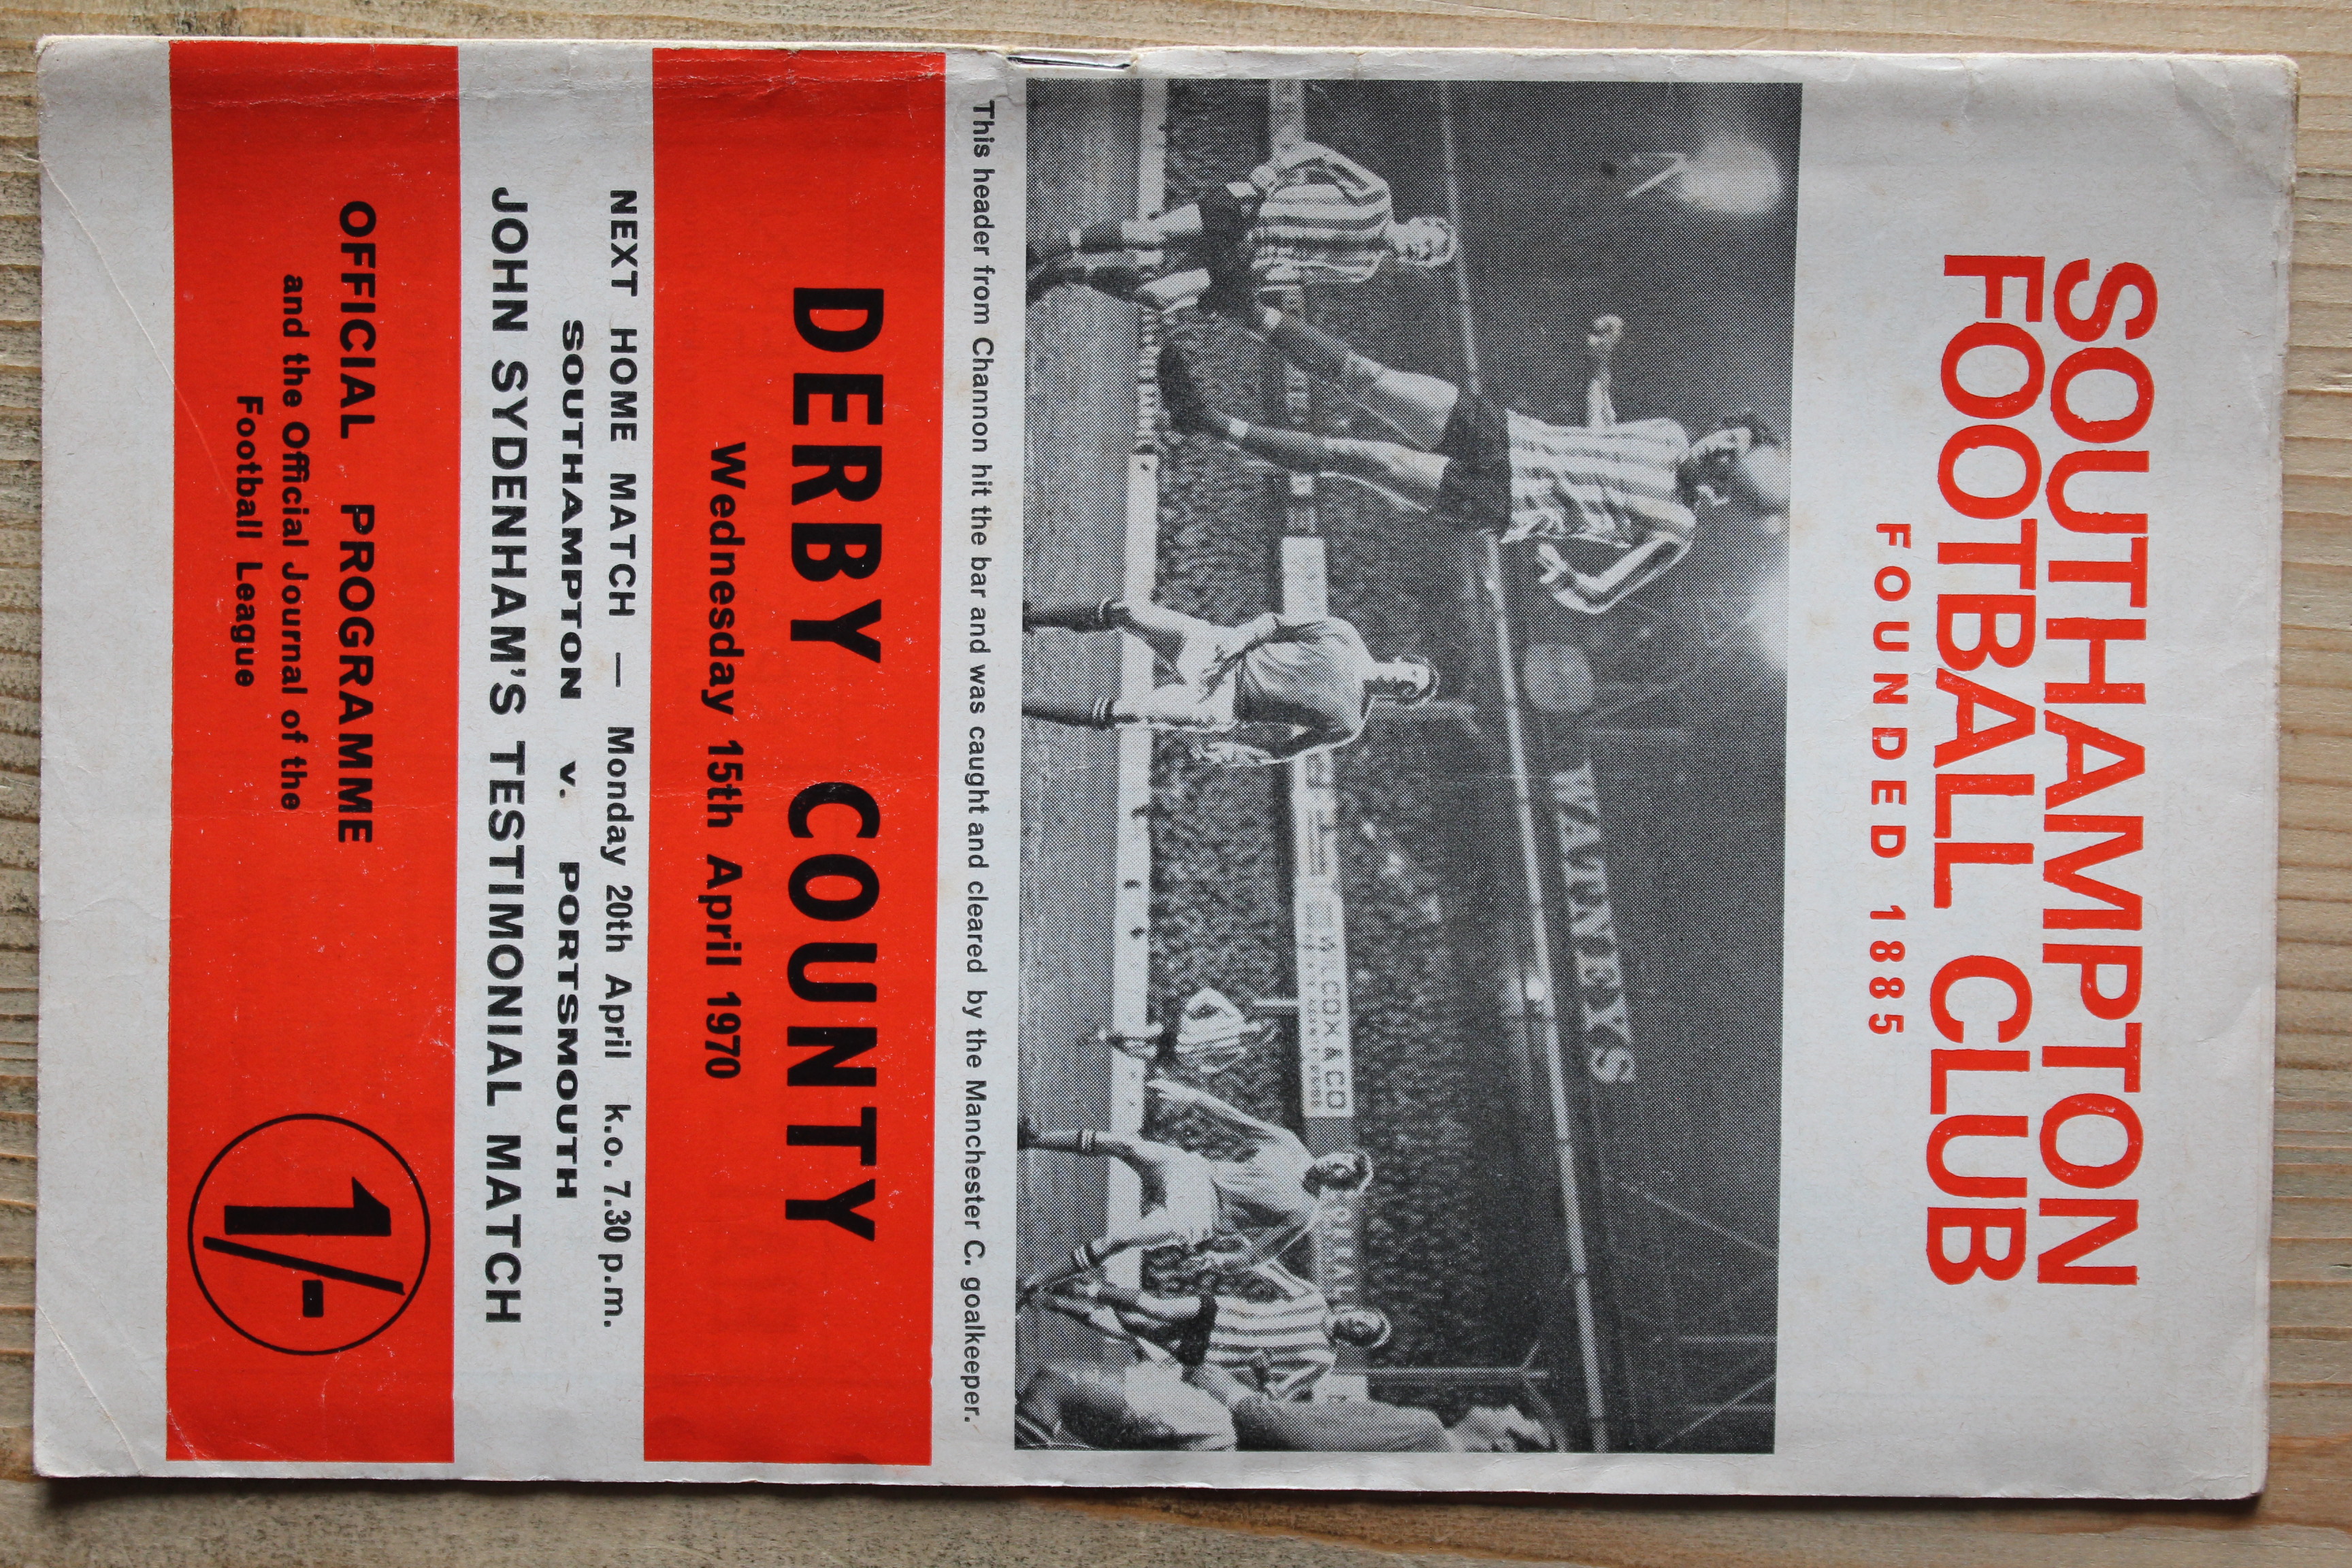 SOUTHAMPTON
FOOTBALL CLUB
FOUNDED 1885
WATNEYS
COX & CO
This header from Channon hit the bar and was caught and cleared by the Manchester C. goalkeeper.
DERBY COUNTY
Wednesday 15th April 1970
NEXT HOME MATCH — Monday 20th April k.o. 7.30 p.m.
SOUTHAMPTON v. PORTSMOUTH
JOHN SYDENHAM'S TESTIMONIAL MATCH
OFFICIAL PROGRAMME
and the Official Journal of the
Football League
1/-